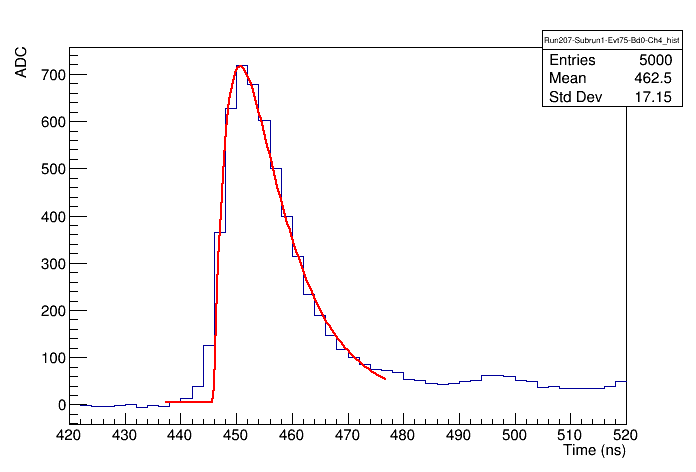 Run207-Subrun1-Evt75-Bd0-Ch4_hist
Entries 5000
Mean 462.5
Std Dev 17.15
ADC
700
600
500
400
300
200
100
0
420 430 440 450 460 470 480 490 500 510 520
Time (ns)